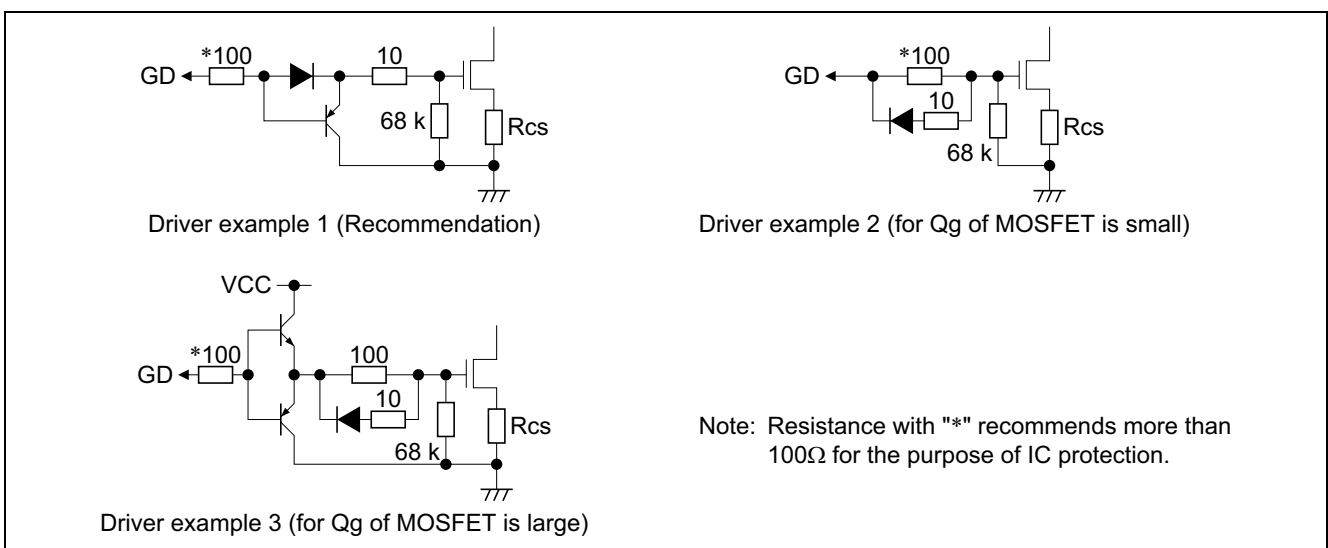 *100
10
GD
68 k
Rcs
Driver example 1 (Recommendation)
*100
GD
10
Rcs
68 k
Driver example 2 (for Qg of MOSFET is small)
VCC
*100
100
GD
10
Rcs
68 k
Driver example 3 (for Qg of MOSFET is large)
Note: Resistance with "*" recommends more than
100Ω for the purpose of IC protection.